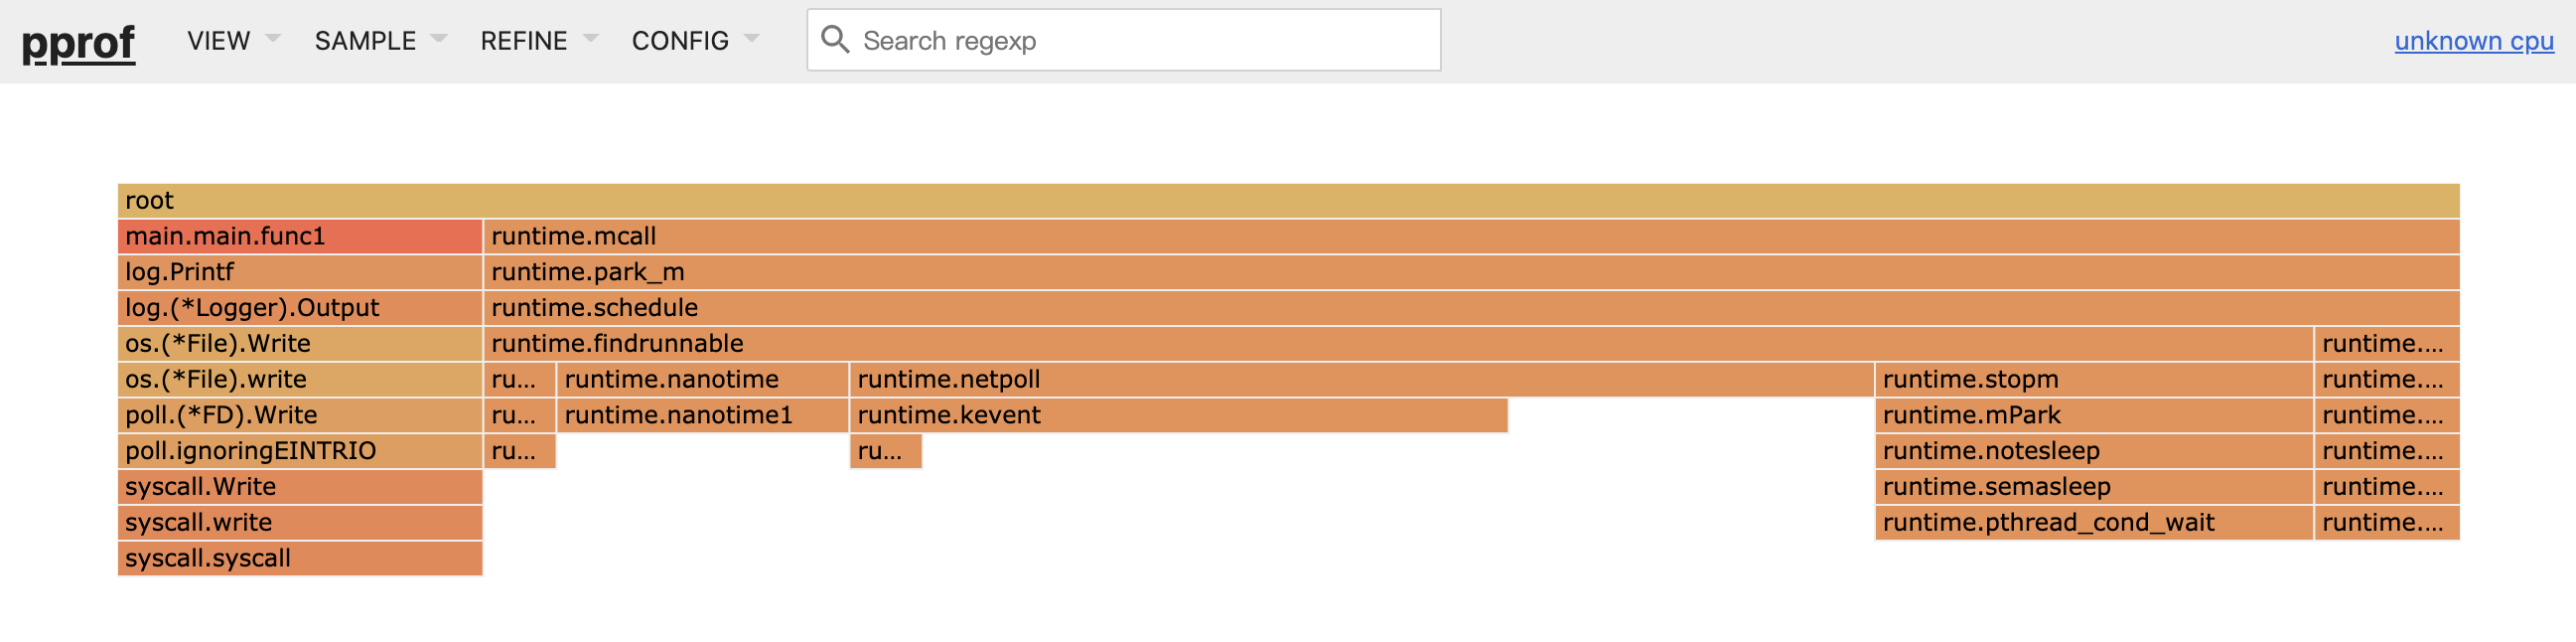 pprof VIEW SAMPLE REFINE CONFIG Search regexp unknown cpu
root
main.main.func1 runtime.mcall
log.Printf runtime.park_m
log.(*Logger).Output runtime.schedule
os.(*File).Write runtime.findrunnable runtime....
os.(*File).write ru... runtime.nanotime runtime.netpoll runtime.stopm runtime....
poll.(*FD).Write ru... runtime.nanotime1 runtime.kevent runtime.mPark runtime....
poll.ignoringEINTRIO ru... ru... runtime.notesleep runtime....
syscall.Write runtime.semasleep runtime....
syscall.write runtime.pthread_cond_wait runtime....
syscall.syscall